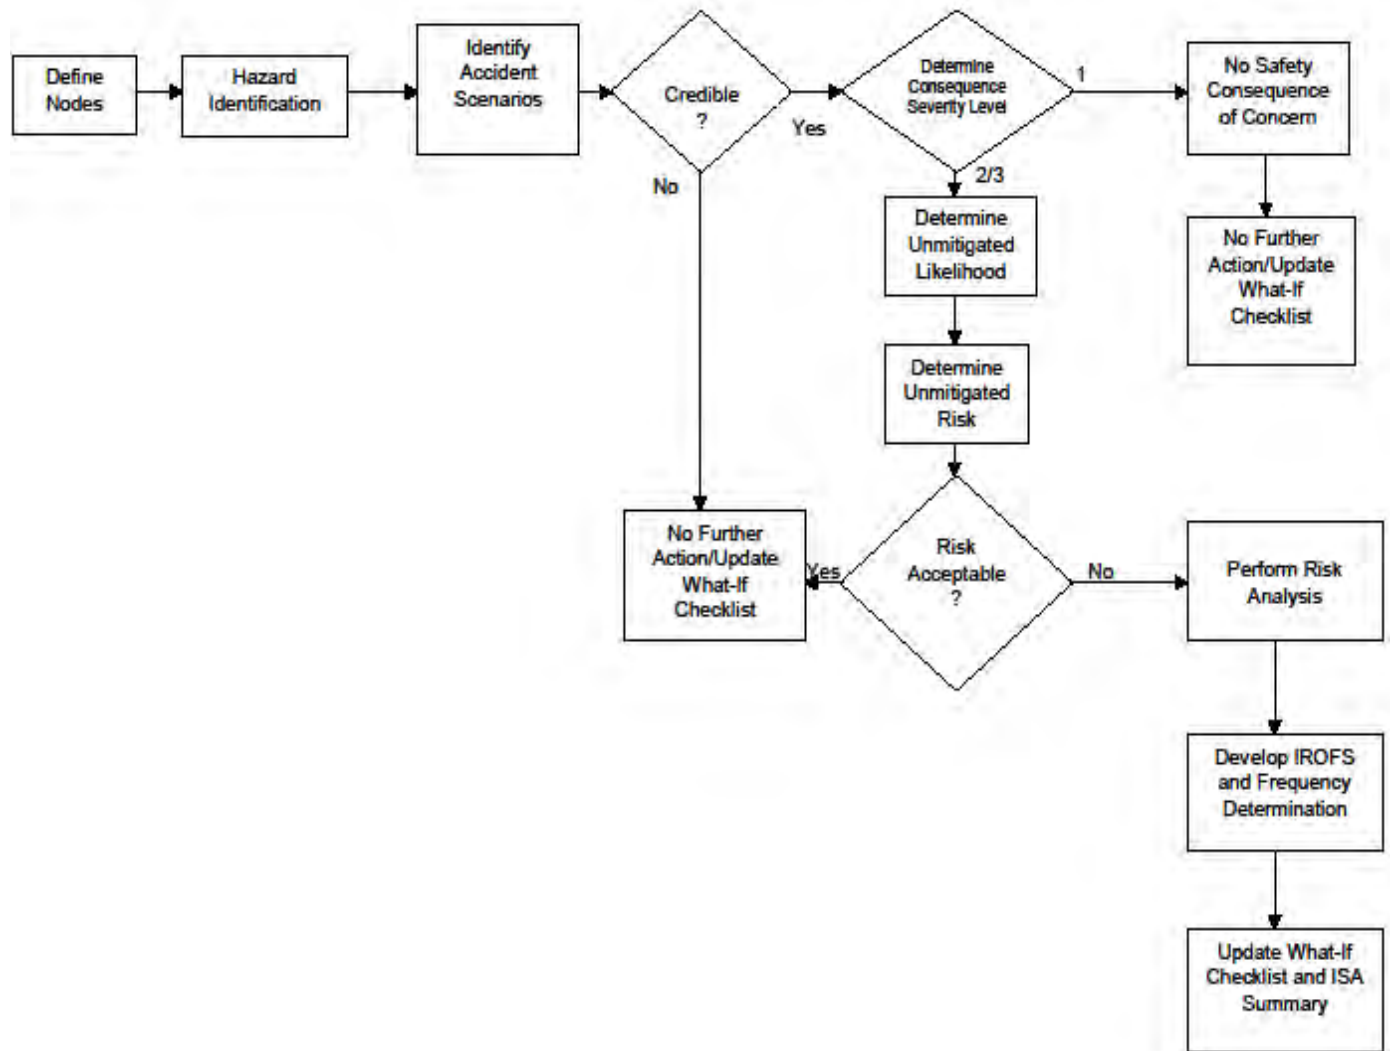 Define
Nodes
Hazard
Identification
Identify
Accident
Scenarios
Credible
?
Yes
No
Determine
Consequence
Severity Level
1
2/3
No Safety
Consequence
of Concern
No Further
Action/Update
What-If
Checklist
Determine
Unmitigated
Likelihood
Determine
Unmitigated
Risk
Risk
Acceptable
?
Yes
No
No Further
Action/Update
What-If
Checklist
Perform Risk
Analysis
Develop IROFS
and Frequency
Determination
Update What-If
Checklist and ISA
Summary